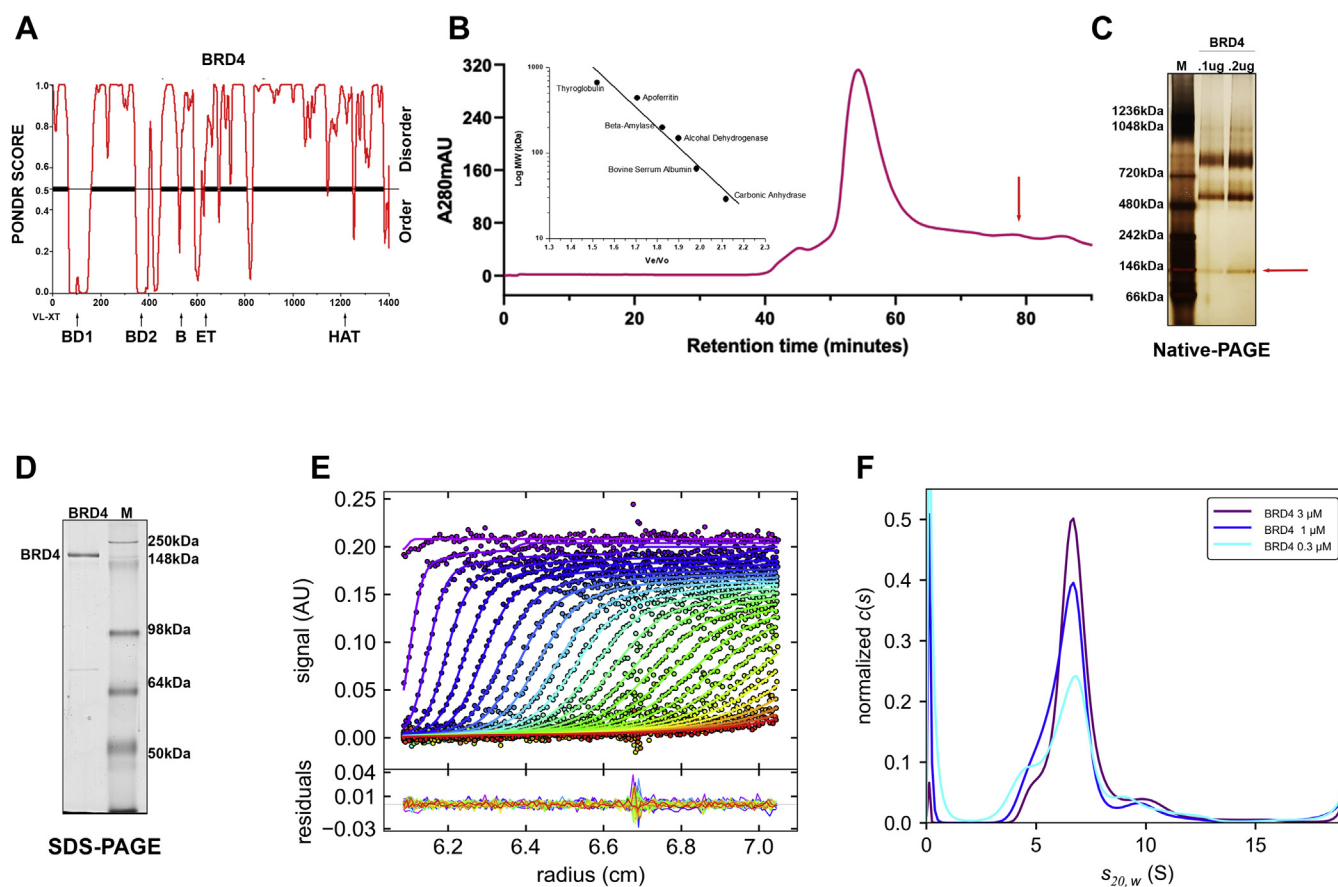 A
BRD4
PONDR SCORE
1.0
0.8
0.6
0.5
0.4
0.2
0.0
Disorder
Order
0 200 400 600 800 1000 1200 1400
VL-XT
BD1 BD2 B ET HAT
B
A280mAU
320
240
160
80
0
0 20 40 60 80
Retention time (minutes)
Log MW (kDa)
1000
100
10
1.3 1.4 1.5 1.6 1.7 1.8 1.9 2.0 2.1 2.2 2.3
Ve/Vo
Thyroglobulin
Apoferritin
Beta-Amylase
Alcohal Dehydrogenase
Bovine Serrum Albumin
Carbonic Anhydrase
C
BRD4
M .1ug .2ug
1236kDa
1048kDa
720kDa
480kDa
242kDa
146kDa
66kDa
Native-PAGE
D
BRD4 M
BRD4
250kDa
148kDa
98kDa
64kDa
50kDa
SDS-PAGE
E
signal (AU)
0.25
0.20
0.15
0.10
0.05
0.00
residuals
0.04
0.01
−0.03
6.2 6.4 6.6 6.8 7.0
radius (cm)
F
normalized c(s)
0.5
0.4
0.3
0.2
0.1
0.0
0 5 10 15
s20,w (S)
BRD4 3 μM
BRD4 1 μM
BRD4 0.3 μM